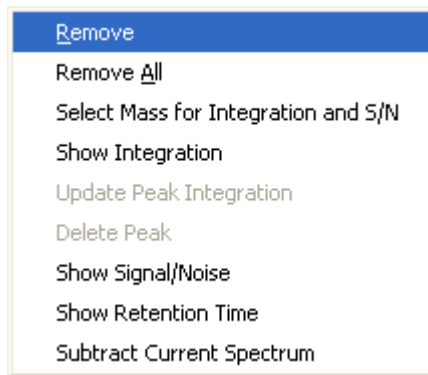 Remove
Remove All
Select Mass for Integration and S/N
Show Integration
Update Peak Integration
Delete Peak
Show Signal/Noise
Show Retention Time
Subtract Current Spectrum